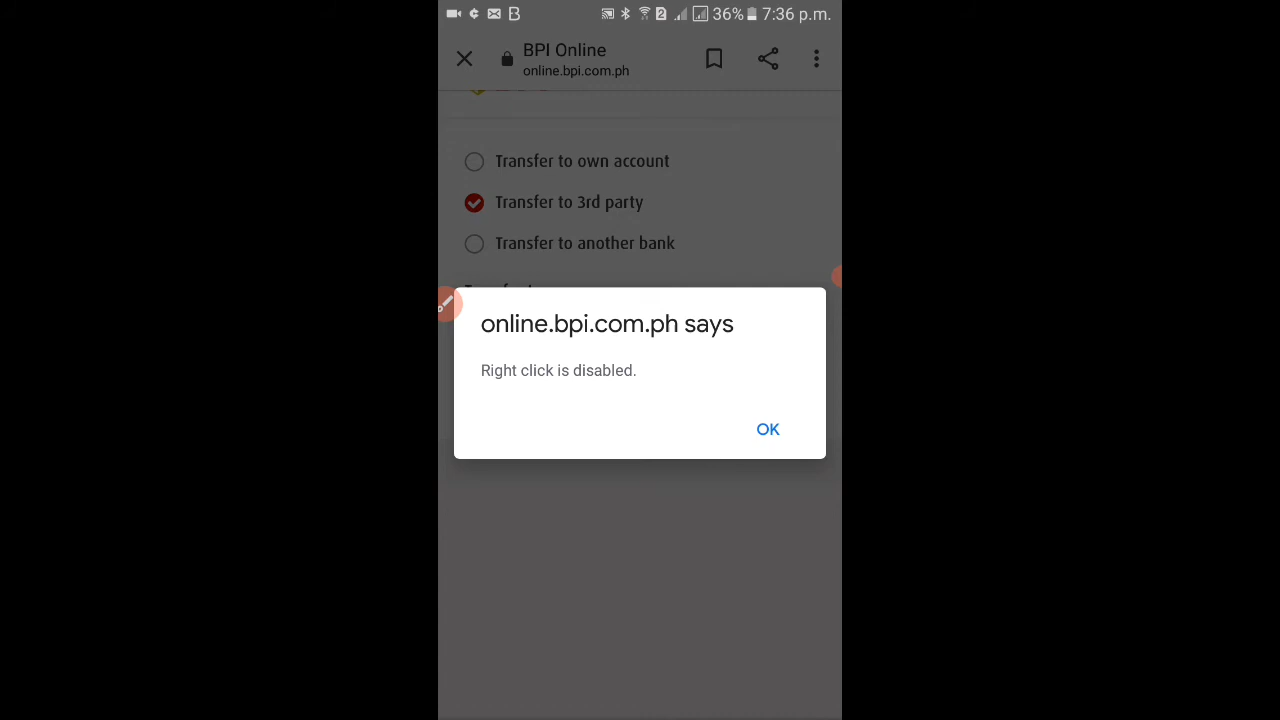 36% 7:36 p.m.
BPI Online
online.bpi.com.ph
Transfer to own account
Transfer to 3rd party
Transfer to another bank
online.bpi.com.ph says
Right click is disabled.
OK